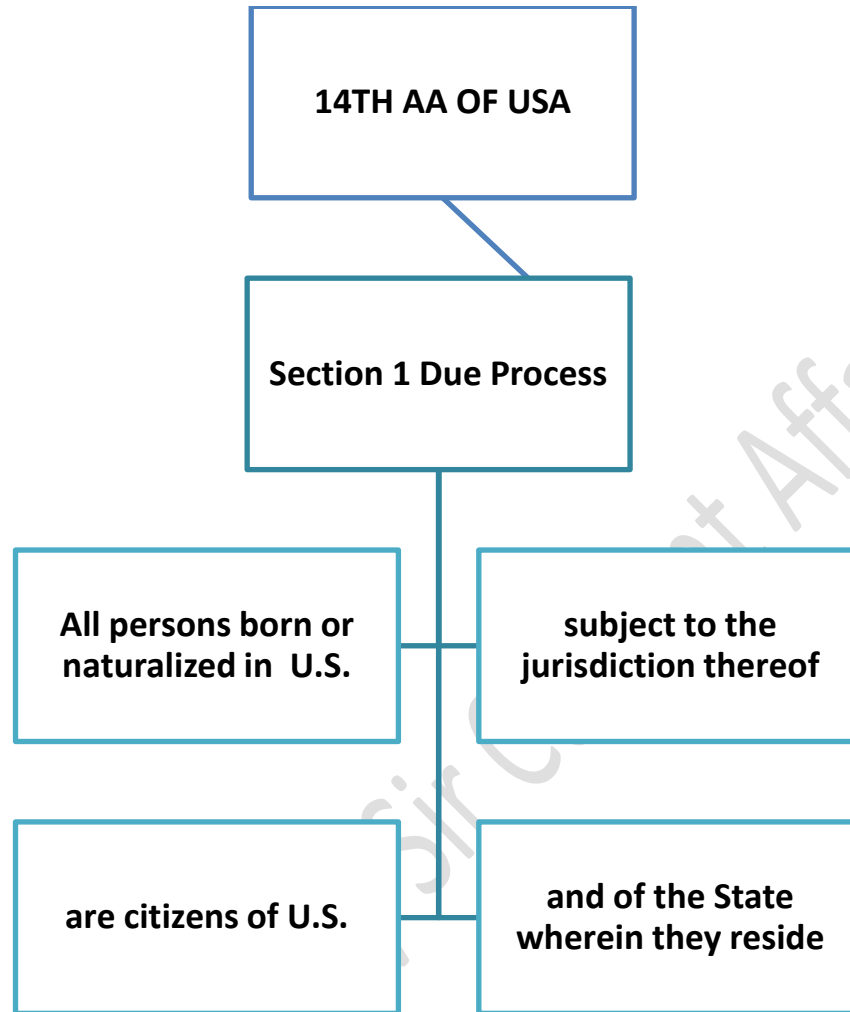 14TH AA OF USA
Section 1 Due Process
All persons born or
naturalized in U.S.
subject to the
jurisdiction thereof
are citizens of U.S.
and of the State
wherein they reside
Sir